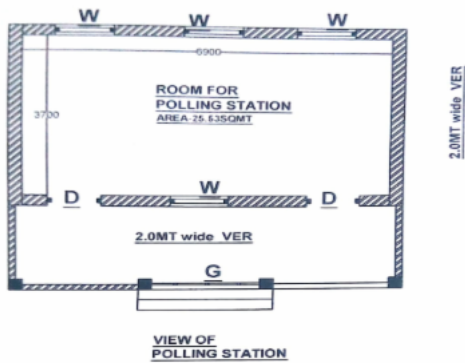 W W W
6900
ROOM FOR
POLLING STATION
AREA-25.53SQMT
3700
2.0MT wide VER
D W D
2.0MT wide VER
G
VIEW OF
POLLING STATION